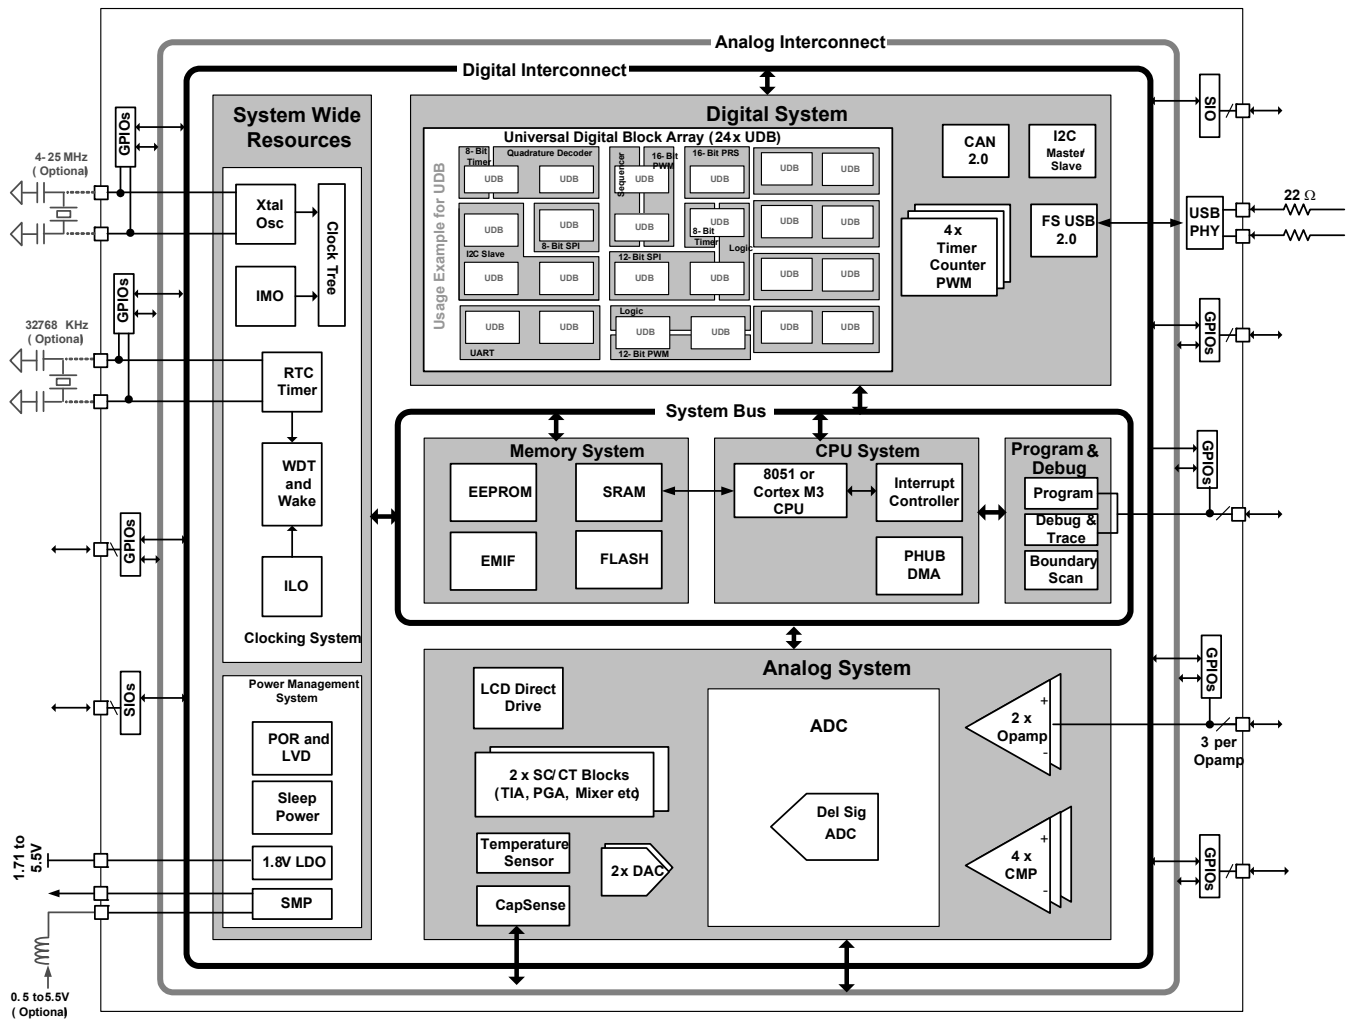 Analog Interconnect
Digital Interconnect
System Wide
Resources
Digital System
Universal Digital Block Array (24x UDB)
Usage Example for UDB
8- Bit
Timer
Quadrature Decoder
Sequencer
16- Bit
PWM
16- Bit PRS
UDB
UDB
UDB
UDB
UDB
UDB
UDB
UDB
UDB
UDB
UDB
UDB
8- Bit SPI
8- Bit
Timer
Logic
I2C Slave
12- Bit SPI
UDB
UDB
UDB
UDB
UDB
UDB
Logic
UDB
UDB
UDB
UDB
UDB
UDB
UART
12- Bit PWM
CAN
2.0
I2C
Master/
Slave
4x
Timer
Counter
PWM
FS USB
2.0
USB
PHY
22 Ω
SIO
GPIOs
GPIOs
GPIOs
GPIOs
4- 25 MHz
( Optional)
GPIOs
32768 KHz
( Optional)
GPIOs
GPIOs
SIOs
Xtal
Osc
IMO
Clock Tree
RTC
Timer
WDT
and
Wake
ILO
Clocking System
Power Management
System
POR and
LVD
Sleep
Power
1.8V LDO
SMP
1.71 to
5.5V
0. 5 to5.5V
( Optional)
System Bus
Memory System
EEPROM
SRAM
EMIF
FLASH
CPU System
8051 or
Cortex M3
CPU
Interrupt
Controller
PHUB
DMA
Program &
Debug
Program
Debug &
Trace
Boundary
Scan
Analog System
LCD Direct
Drive
2 x SC/ CT Blocks
(TIA, PGA, Mixer etc)
Temperature
Sensor
CapSense
2x DAC
ADC
Del Sig
ADC
+
2 x
Opamp
-
+
4 x
CMP
-
3 per
Opamp